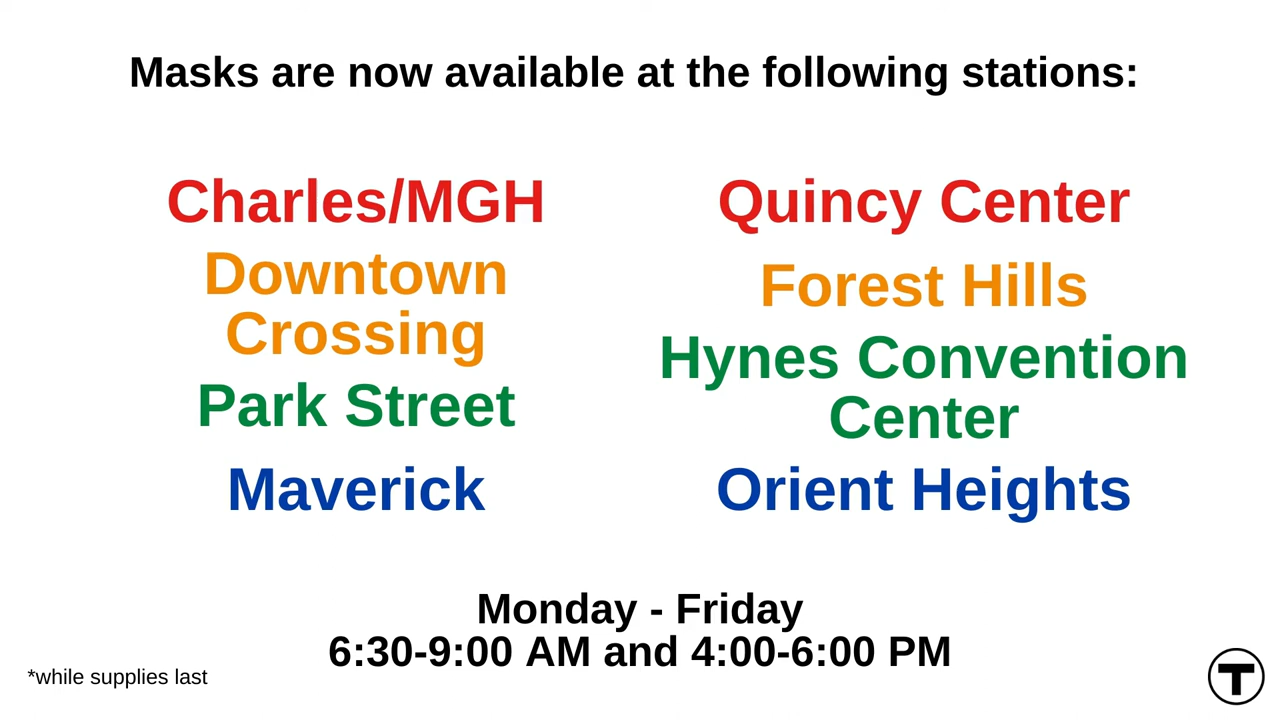 Masks are now available at the following stations:
Charles/MGH
Downtown
Crossing
Park Street
Maverick
Quincy Center
Forest Hills
Hynes Convention
Center
Orient Heights
Monday - Friday
6:30-9:00 AM and 4:00-6:00 PM
*while supplies last
T